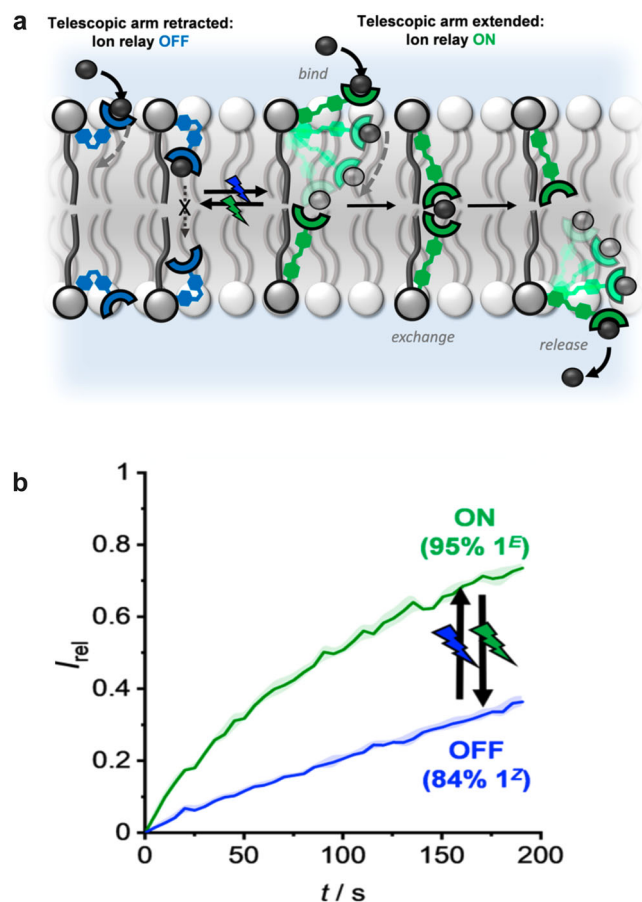 a
Telescopic arm retracted:
Ion relay OFF
Telescopic arm extended:
Ion relay ON
bind
X
exchange
release
b
1
0.8
0.6
0.4
0.2
0
I rel
ON
(95% 1ᴱ)
OFF
(84% 1ᶻ)
0
50
100
150
200
t / s